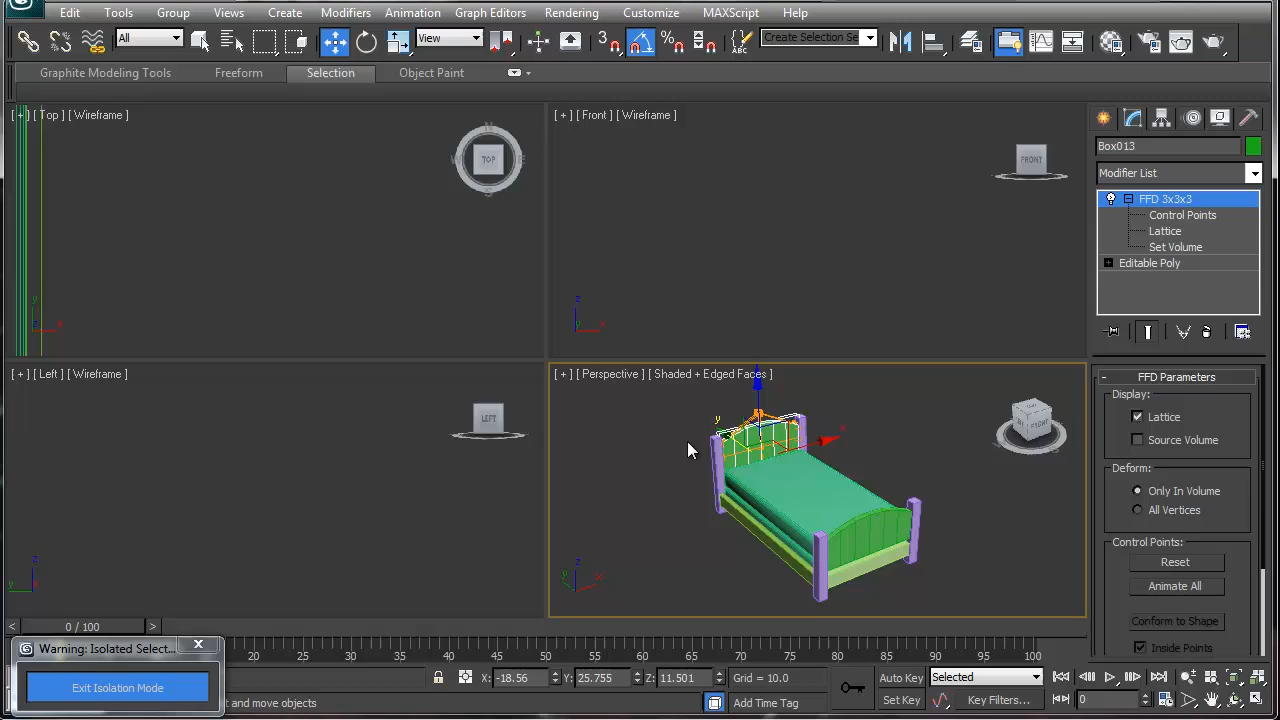 Edit Tools Group Views Create Modifiers Animation Graph Editors Rendering Customize MAXScript Help
All View 3 Create Selection Se
Graphite Modeling Tools Freeform Selection Object Paint
[ + ] [ Top ] [ Wireframe ]
[ + ] [ Front ] [ Wireframe ]
N
TOP
S
FRONT
y
x
z
x
Box013
Modifier List
FFD 3x3x3
Control Points
Lattice
Set Volume
Editable Poly
[ + ] [ Left ] [ Wireframe ]
[ + ] [ Perspective ] [ Shaded + Edged Faces ]
LEFT
FRONT
y
x
z
y
z
x
FFD Parameters
Display:
Lattice
Source Volume
Deform:
Only In Volume
All Vertices
Control Points:
Reset
Animate All
Conform to Shape
Inside Points
0 / 100
Warning: Isolated Select...
Exit Isolation Mode
20 25 30 35 40 45 50 55 60 65 70 75 80 85 90 95 100
X: -18.56 Y: 25.755 Z: 11.501 Grid = 10.0
Auto Key Selected
ct and move objects
Add Time Tag
Set Key Key Filters... 0